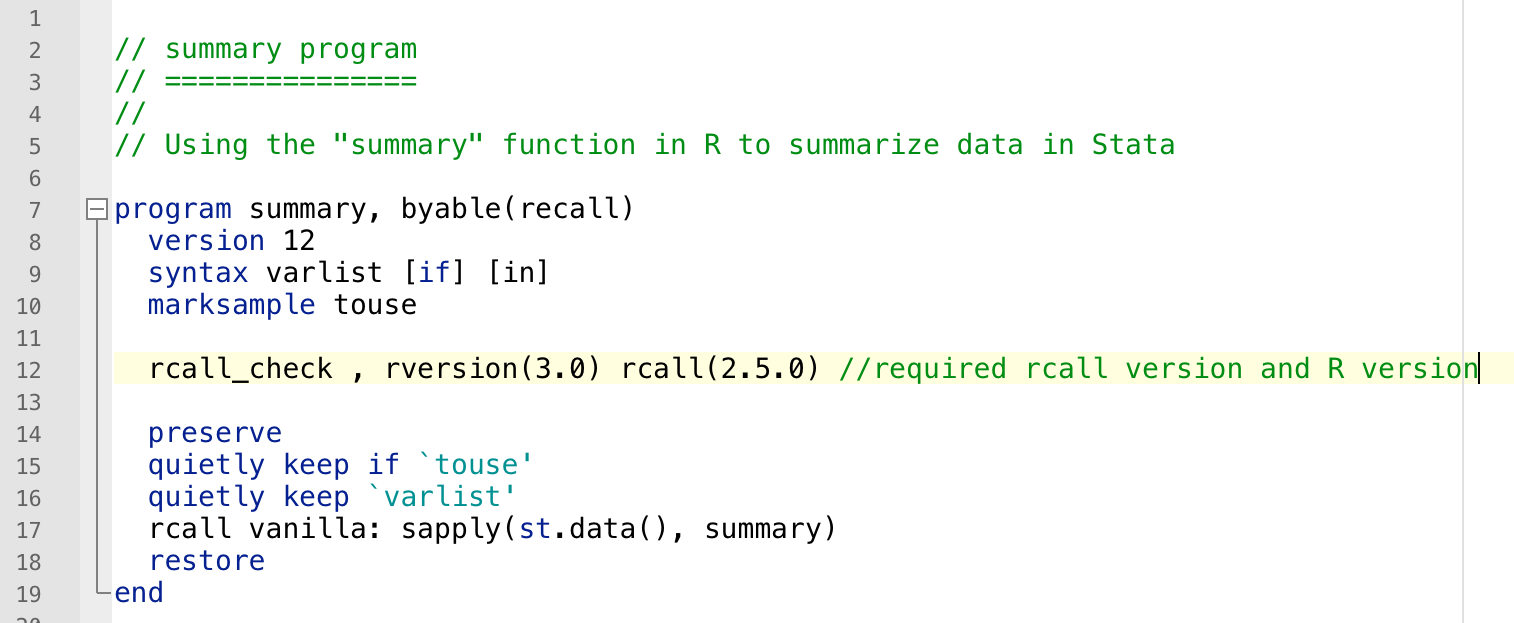 1
2 // summary program
3 // ===============
4 //
5 // Using the "summary" function in R to summarize data in Stata
6
7 program summary, byable(recall)
8   version 12
9   syntax varlist [if] [in]
10   marksample touse
11
12   rcall_check , rversion(3.0) rcall(2.5.0) //required rcall version and R version
13
14   preserve
15   quietly keep if `touse'
16   quietly keep `varlist'
17   rcall vanilla: sapply(st.data(), summary)
18   restore
19 end
20